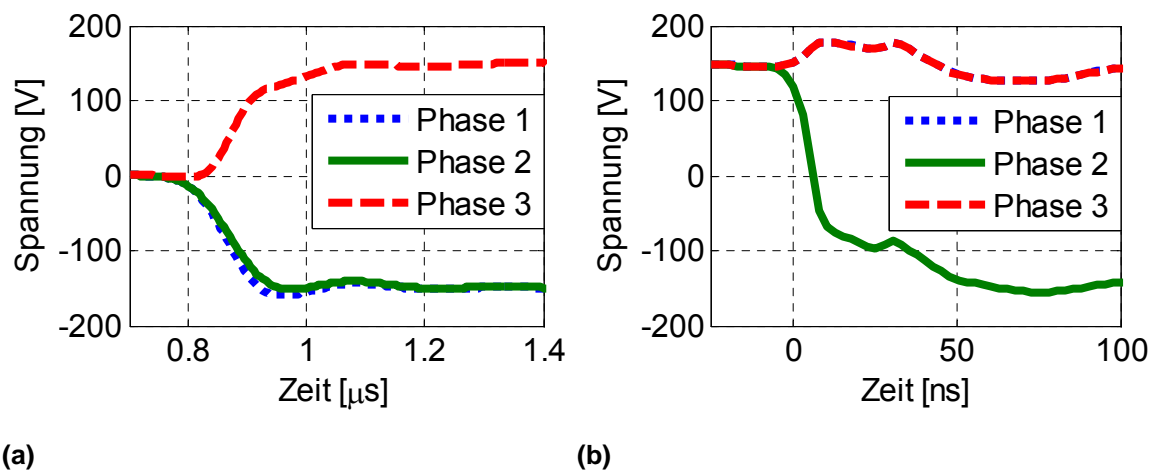 200
100
0
-100
-200
Spannung [V]
0.8
1
1.2
1.4
Zeit [μs]
Phase 1
Phase 2
Phase 3
(a)
200
100
0
-100
-200
Spannung [V]
0
50
100
Zeit [ns]
Phase 1
Phase 2
Phase 3
(b)